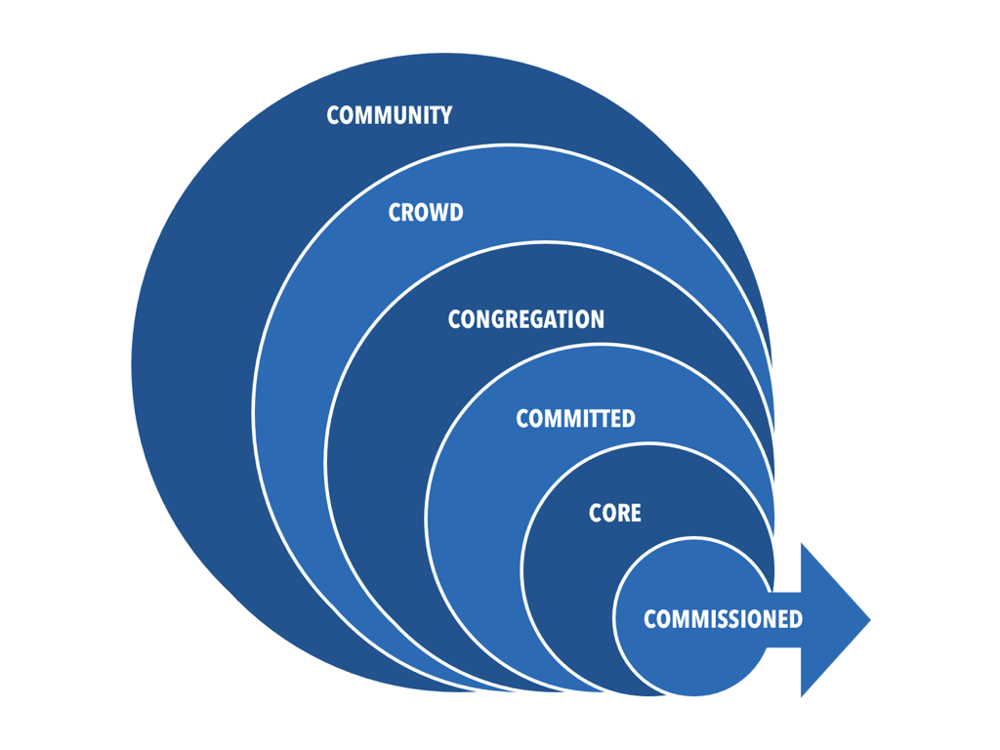 COMMUNITY
CROWD
CONGREGATION
COMMITTED
CORE
COMMISSIONED